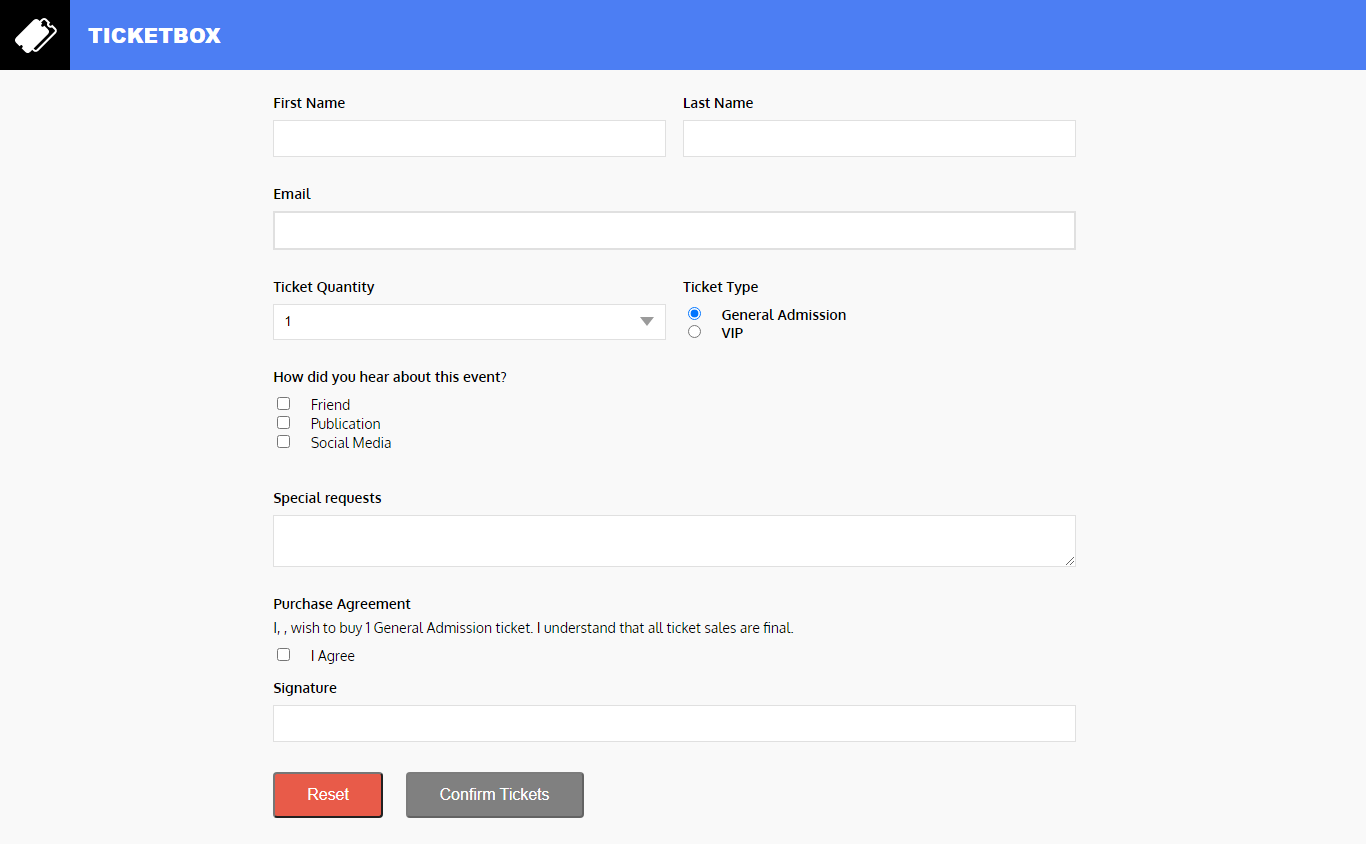 TICKETBOX
First Name Last Name
Email
Ticket Quantity Ticket Type
1 General Admission
VIP
How did you hear about this event?
Friend
Publication
Social Media
Special requests
Purchase Agreement
I, , wish to buy 1 General Admission ticket. I understand that all ticket sales are final.
I Agree
Signature
Reset Confirm Tickets